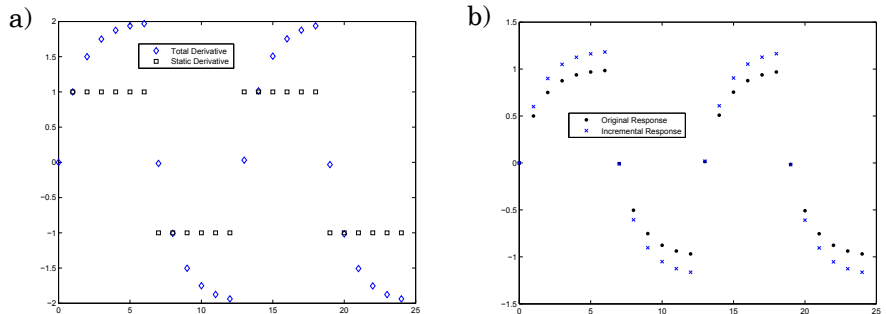 a)
2
1.5
1
0.5
0
−0.5
−1
−1.5
−2
0 5 10 15 20 25
Total Derivative
Static Derivative
b)
1.5
1
0.5
0
−0.5
−1
−1.5
0 5 10 15 20 25
Original Response
Incremental Response